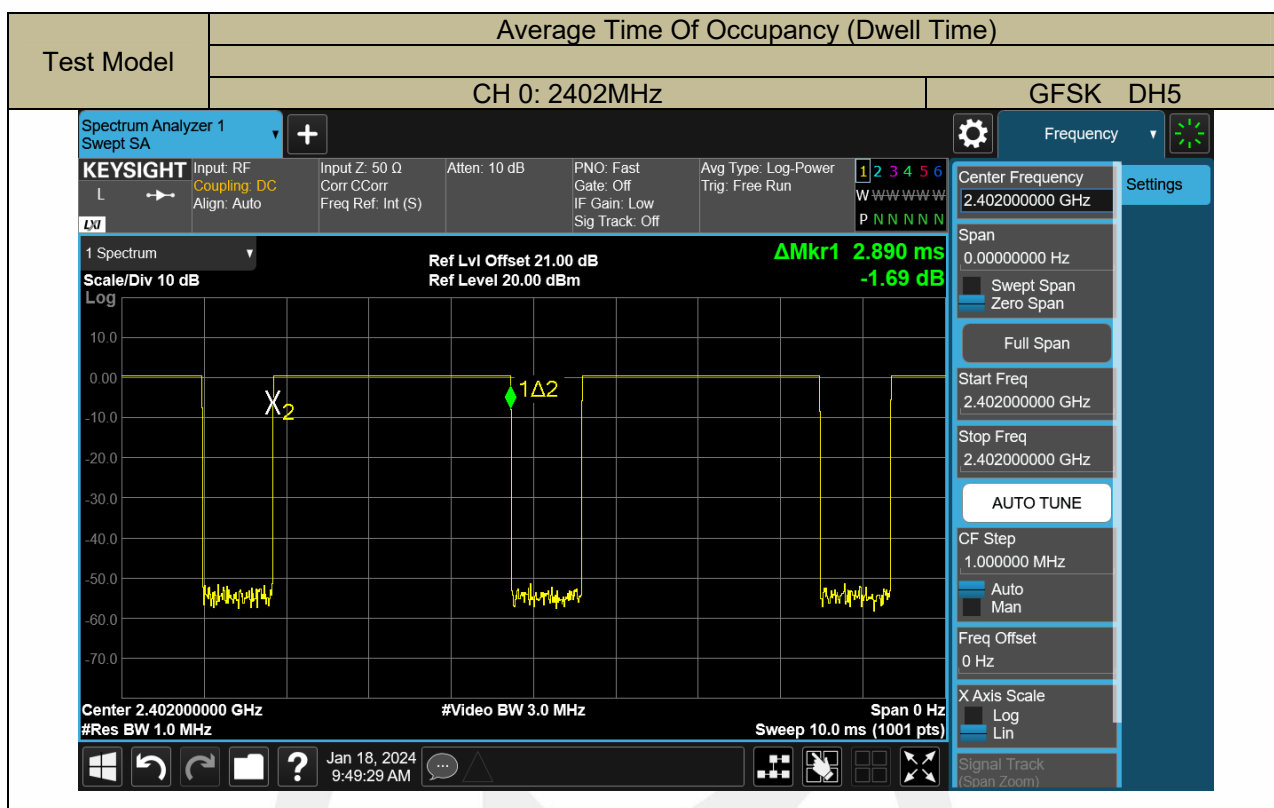 Test Model
Average Time Of Occupancy (Dwell Time)
CH 0: 2402MHz
GFSK DH5
Spectrum Analyzer 1
Swept SA
Frequency
KEYSIGHT
L
LXI
Input: RF
Coupling: DC
Align: Auto
Input Z: 50 Ω
Corr CCorr
Freq Ref: Int (S)
Atten: 10 dB
PNO: Fast
Gate: Off
IF Gain: Low
Sig Track: Off
Avg Type: Log-Power
Trig: Free Run
1 2 3 4 5 6
W W W W W W
P N N N N N
1 Spectrum
Scale/Div 10 dB
Ref Lvl Offset 21.00 dB
Ref Level 20.00 dBm
ΔMkr1 2.890 ms
-1.69 dB
Log
10.0
0.00
-10.0
-20.0
-30.0
-40.0
-50.0
-60.0
-70.0
X2
1Δ2
Center 2.402000000 GHz
#Video BW 3.0 MHz
Span 0 Hz
#Res BW 1.0 MHz
Sweep 10.0 ms (1001 pts)
?
Jan 18, 2024
9:49:29 AM
Center Frequency
2.402000000 GHz
Settings
Span
0.00000000 Hz
Swept Span
Zero Span
Full Span
Start Freq
2.402000000 GHz
Stop Freq
2.402000000 GHz
AUTO TUNE
CF Step
1.000000 MHz
Auto
Man
Freq Offset
0 Hz
X Axis Scale
Log
Lin
Signal Track
(Span Zoom)